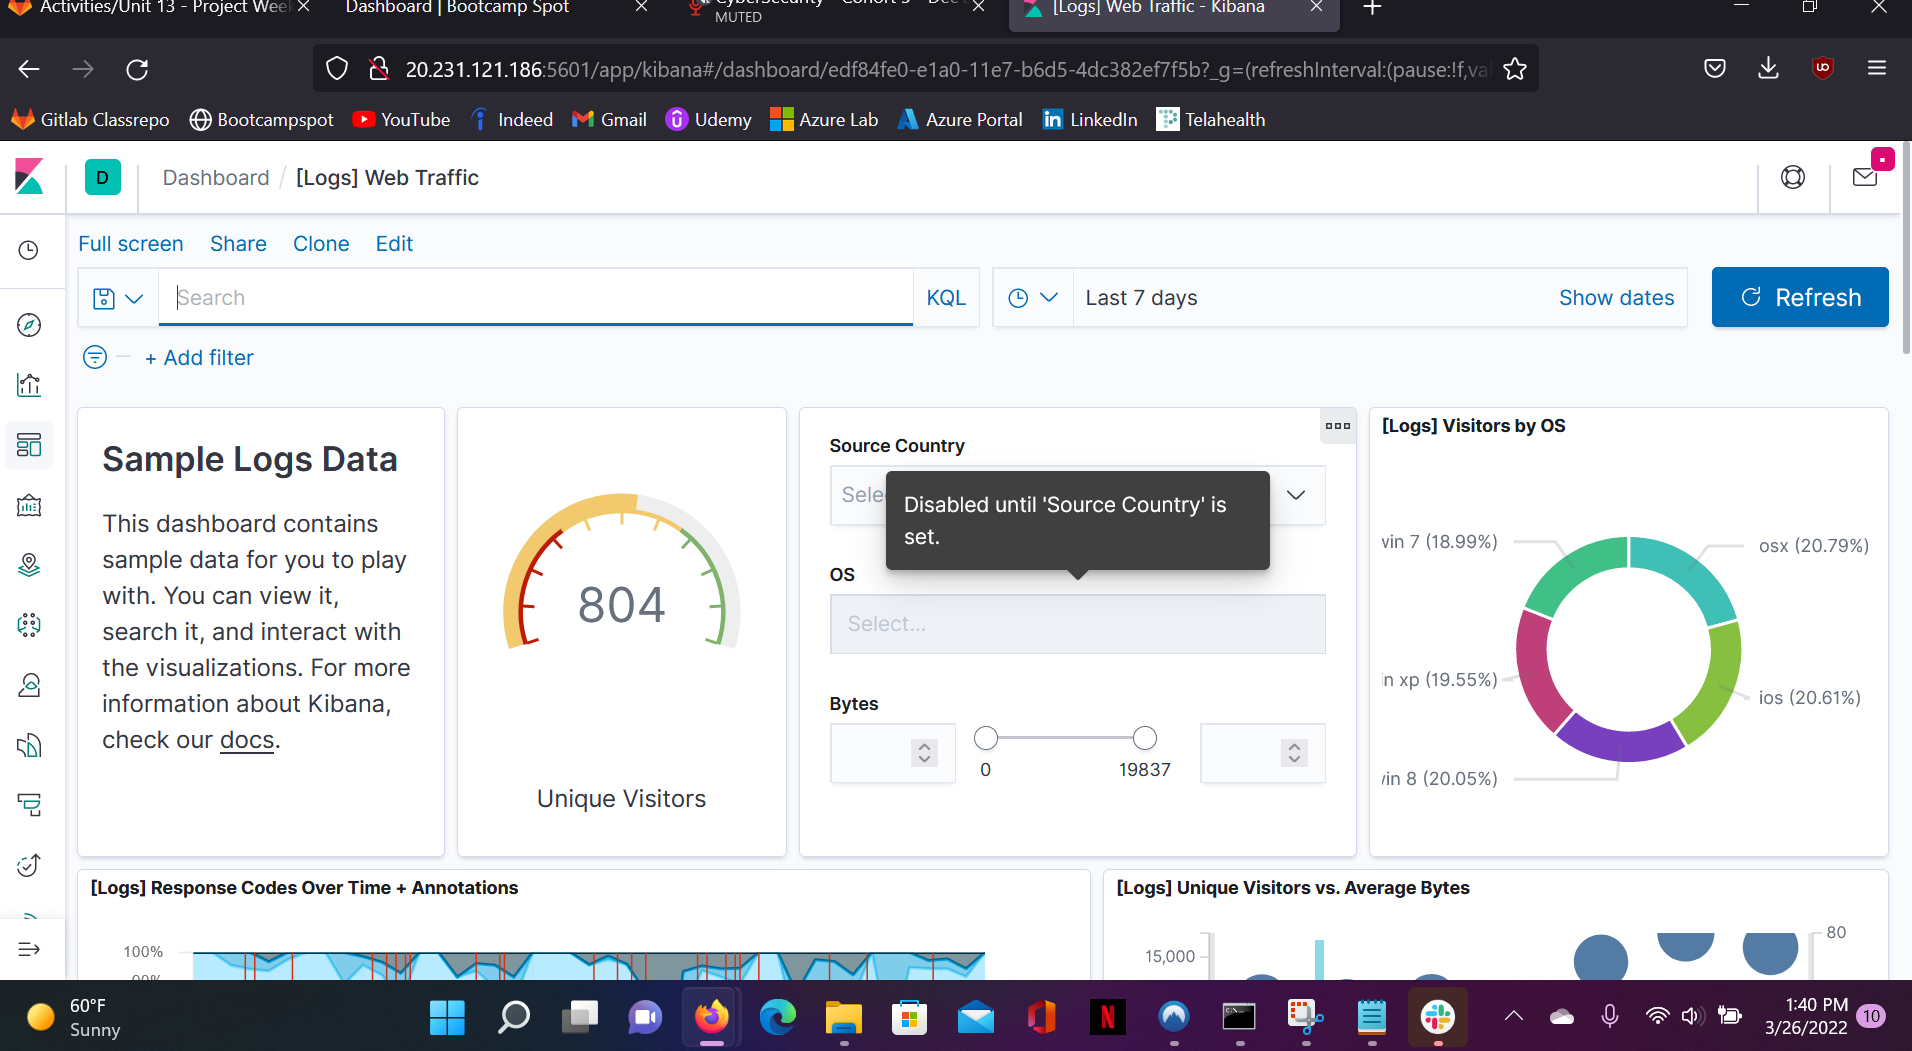 Activities/Unit 13 - Project Week
Dashboard | Bootcamp Spot
MUTED
[Logs] Web Traffic - Kibana
20.231.121.186:5601/app/kibana#/dashboard/edf84fe0-e1a0-11e7-b6d5-4dc382ef7f5b?_g=(refreshInterval:(pause:!f,va
Gitlab Classrepo
Bootcampspot
YouTube
Indeed
Gmail
Udemy
Azure Lab
Azure Portal
LinkedIn
Telahealth
D
Dashboard / [Logs] Web Traffic
Full screen
Share
Clone
Edit
Search
KQL
Last 7 days
Show dates
Refresh
+ Add filter
Sample Logs Data
This dashboard contains
sample data for you to play
with. You can view it,
search it, and interact with
the visualizations. For more
information about Kibana,
check our docs.
804
Unique Visitors
Source Country
Sele
Disabled until 'Source Country' is
set.
OS
Select...
Bytes
0
19837
[Logs] Visitors by OS
vin 7 (18.99%)
osx (20.79%)
in xp (19.55%)
ios (20.61%)
vin 8 (20.05%)
[Logs] Response Codes Over Time + Annotations
100%
90%
[Logs] Unique Visitors vs. Average Bytes
15,000
80
60°F
Sunny
1:40 PM
3/26/2022
10